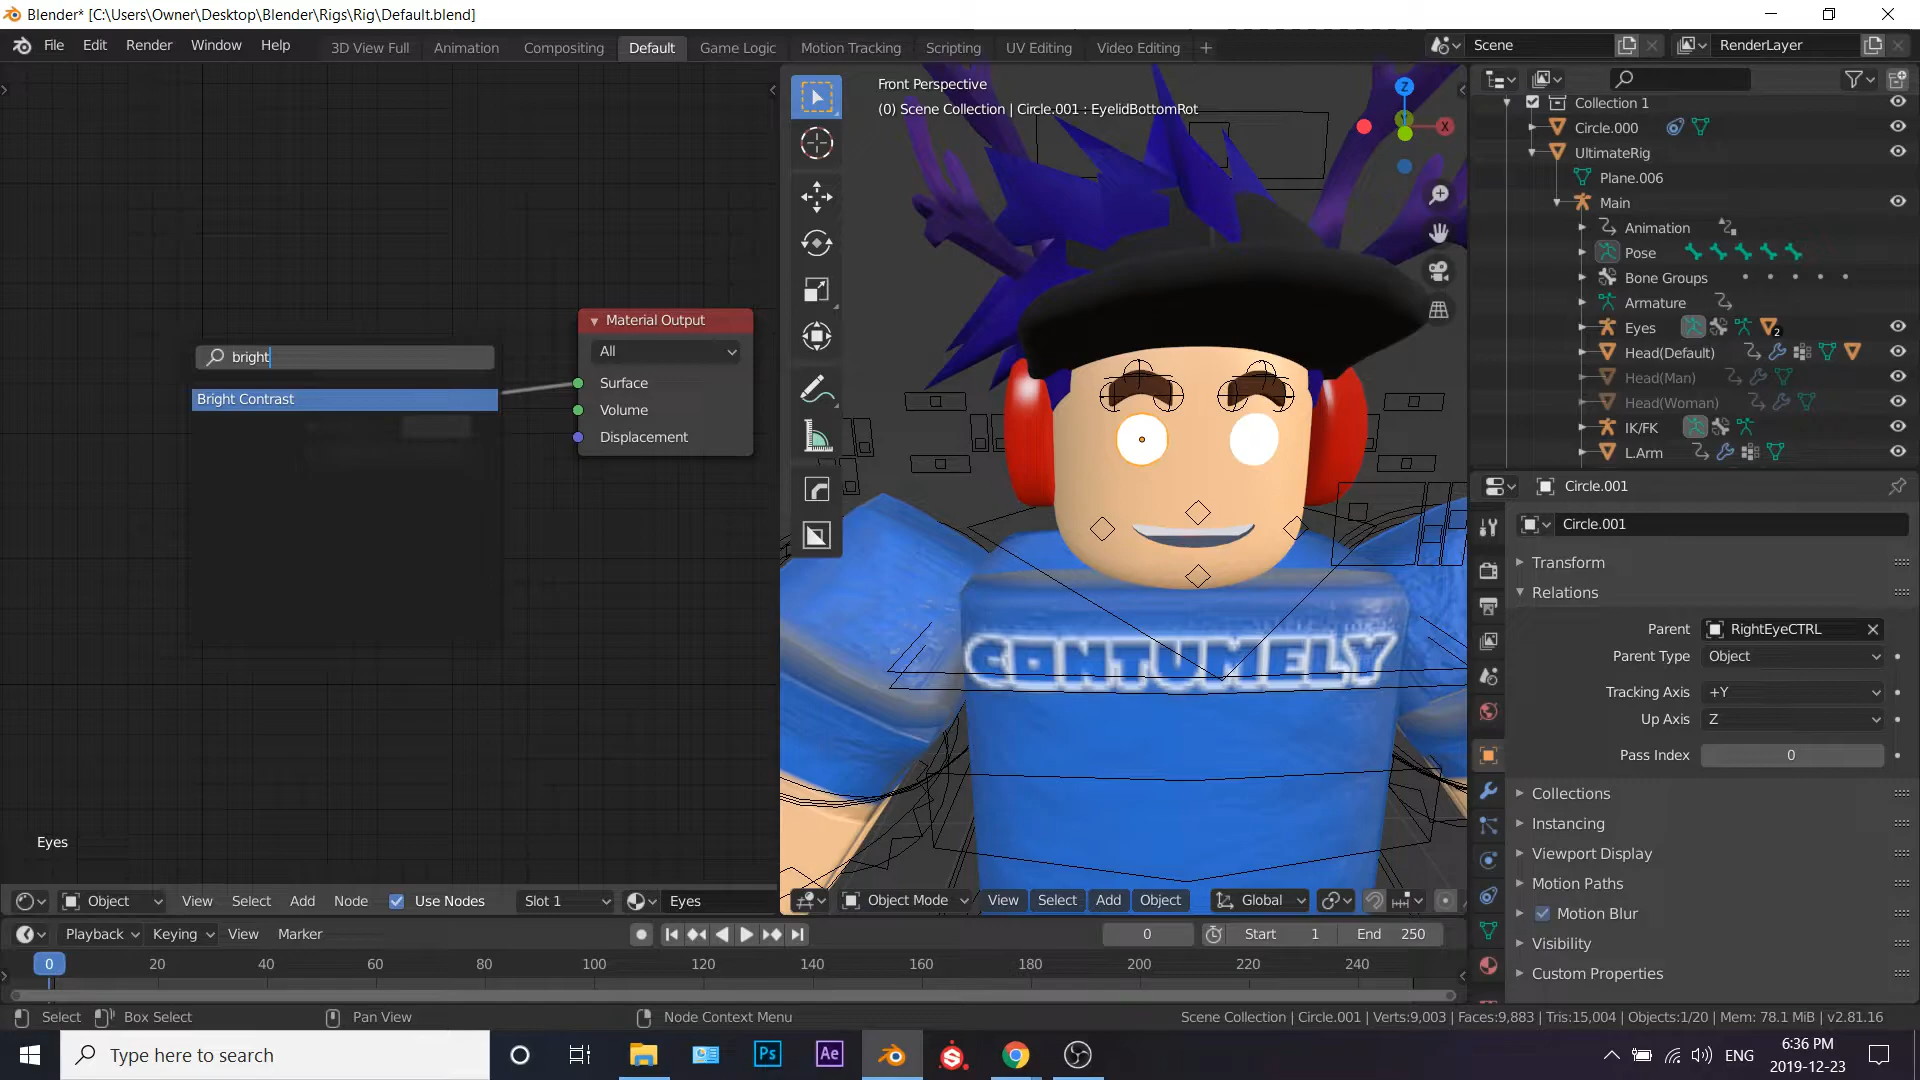 Blender* [C:\Users\Owner\Desktop\Blender\Rigs\Rig\Default.blend]
File Edit Render Window Help 3D View Full Animation Compositing Default Game Logic Motion Tracking Scripting UV Editing Video Editing + Scene RenderLayer
Front Perspective
(0) Scene Collection | Circle.001 : EyelidBottomRot
Z
X
Collection 1
Circle.000
UltimateRig
Plane.006
Main
Animation
Pose
Bone Groups
Armature
Eyes 2
Head(Default)
Head(Man)
Head(Woman)
IK/FK
L.Arm
Material Output
All
Surface
Volume
Displacement
bright
Bright Contrast
CONTUMELY
Circle.001
Circle.001
Transform
Relations
Parent RightEyeCTRL
Parent Type Object
Tracking Axis +Y
Up Axis Z
Pass Index 0
Collections
Instancing
Viewport Display
Motion Paths
Motion Blur
Visibility
Custom Properties
Eyes
Object View Select Add Node Use Nodes Slot 1 Eyes
Object Mode View Select Add Object Global
Playback Keying View Marker 0 Start 1 End 250
0 20 40 60 80 100 120 140 160 180 200 220 240
Select Box Select Pan View Node Context Menu Scene Collection | Circle.001 | Verts:9,003 | Faces:9,883 | Tris:15,004 | Objects:1/20 | Mem: 78.1 MiB | v2.81.16
Type here to search Ps Ae ENG 6:36 PM
2019-12-23